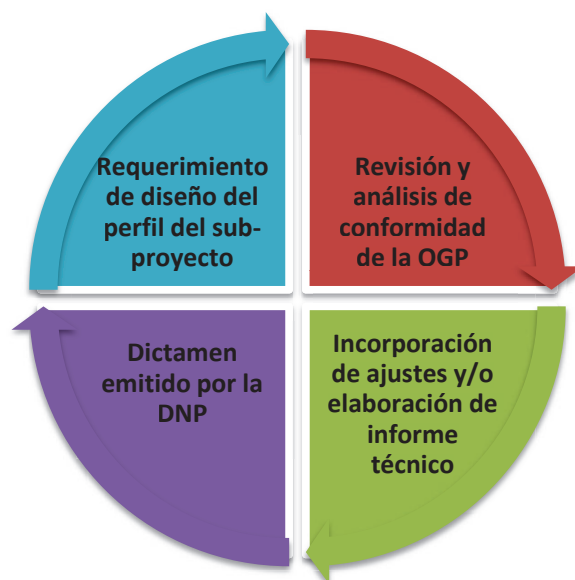 Requerimiento
de diseño del
perfil del sub-
proyecto
Revisión y
análisis de
conformidad
de la OGP
Incorporación
de ajustes y/o
elaboración de
informe
técnico
Dictamen
emitido por la
DNP